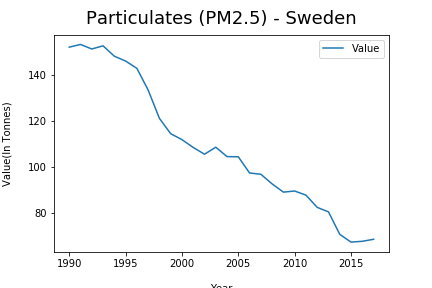 Particulates (PM2.5) - Sweden
Value
Value(In Tonnes)
140
120
100
80
1990 1995 2000 2005 2010 2015
Year